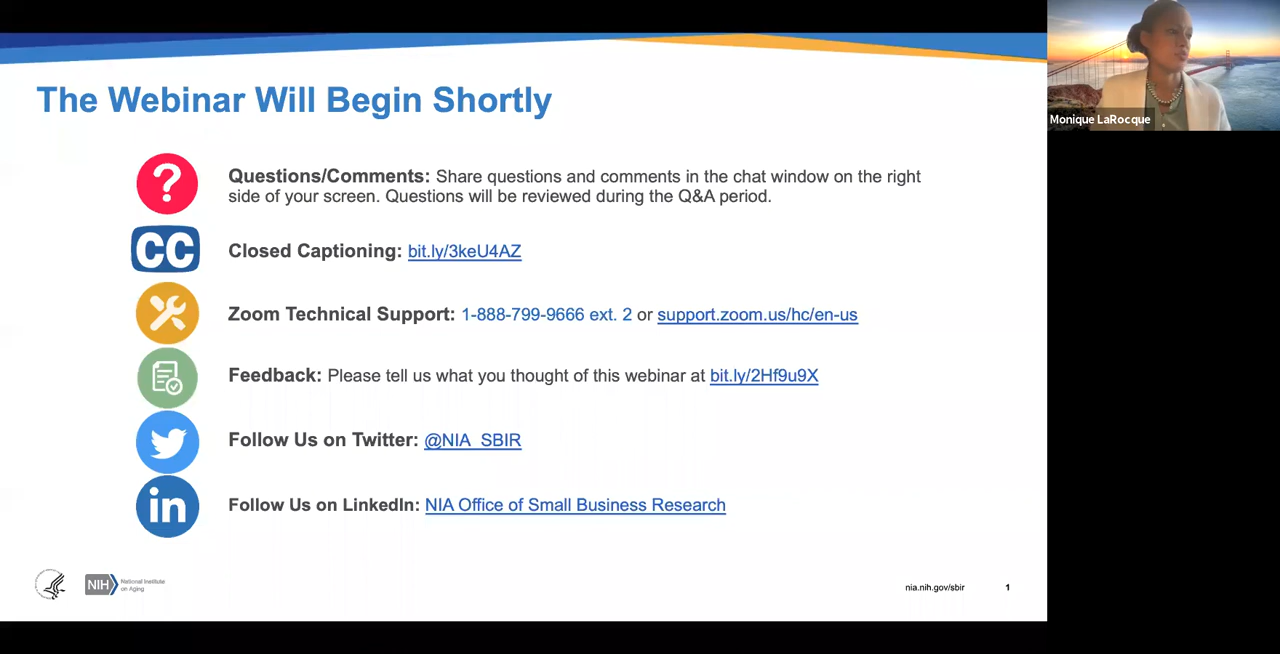 The Webinar Will Begin Shortly
Monique LaRocque
?
Questions/Comments: Share questions and comments in the chat window on the right
side of your screen. Questions will be reviewed during the Q&A period.
CC
Closed Captioning: bit.ly/3keU4AZ
Zoom Technical Support: 1-888-799-9666 ext. 2 or support.zoom.us/hc/en-us
Feedback: Please tell us what you thought of this webinar at bit.ly/2Hf9u9X
Follow Us on Twitter: @NIA_SBIR
in
Follow Us on LinkedIn: NIA Office of Small Business Research
NIH
National Institute
on Aging
nia.nih.gov/sbir
1